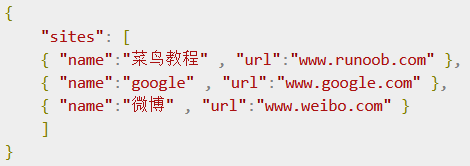 {
    "sites": [
    { "name":"菜鸟教程" , "url":"www.runoob.com" },
    { "name":"google" , "url":"www.google.com" },
    { "name":"微博" , "url":"www.weibo.com" }
    ]
}